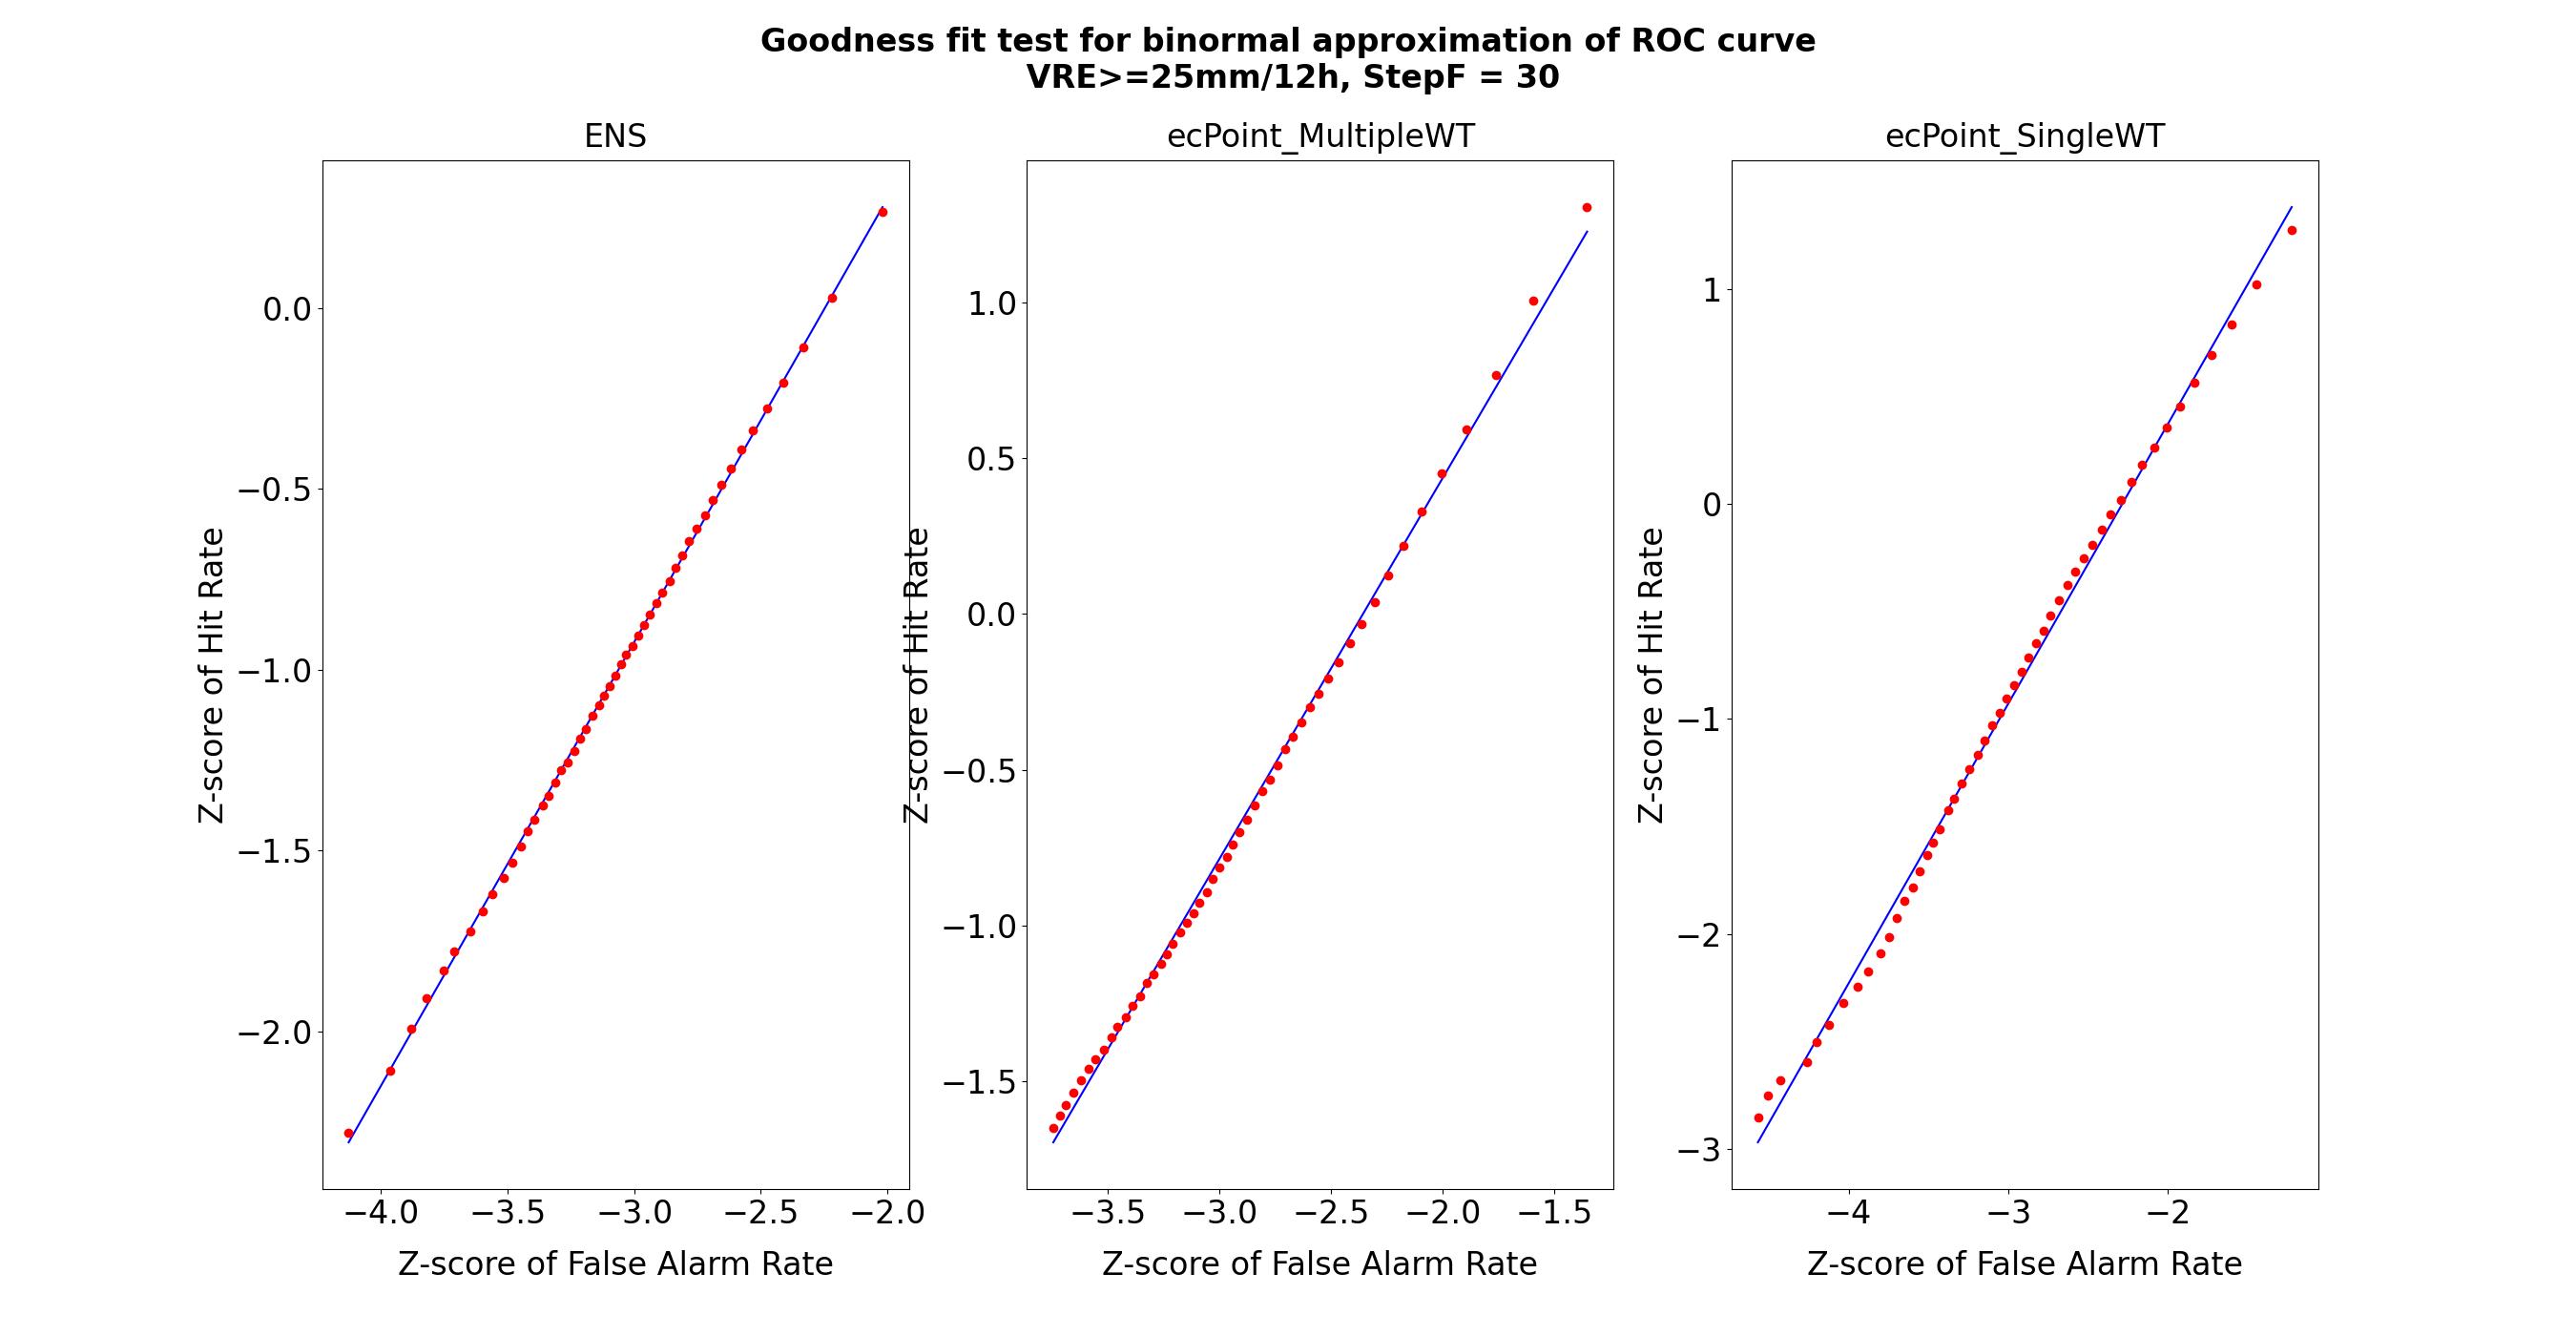 Goodness fit test for binormal approximation of ROC curve
VRE>=25mm/12h, StepF = 30
ENS
Z-score of Hit Rate
0.0
−0.5
−1.0
−1.5
−2.0
−4.0 −3.5 −3.0 −2.5 −2.0
Z-score of False Alarm Rate
ecPoint_MultipleWT
Z-score of Hit Rate
1.0
0.5
0.0
−0.5
−1.0
−1.5
−3.5 −3.0 −2.5 −2.0 −1.5
Z-score of False Alarm Rate
ecPoint_SingleWT
Z-score of Hit Rate
1
0
−1
−2
−3
−4 −3 −2
Z-score of False Alarm Rate